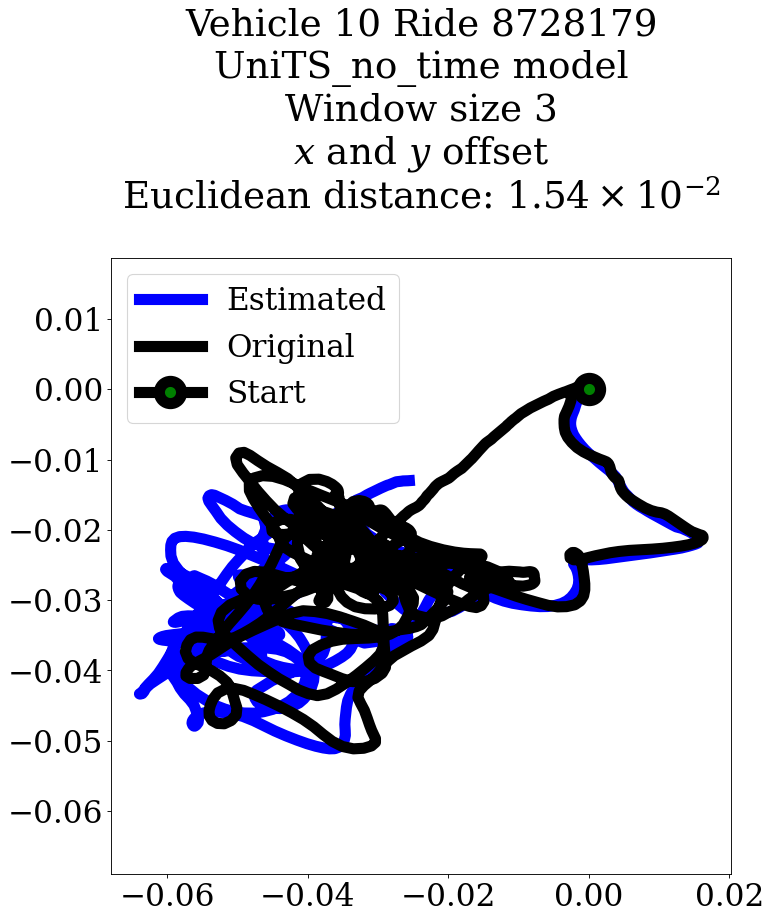 Vehicle 10 Ride 8728179
UniTS_no_time model
Window size 3
x and y offset
Euclidean distance: 1.54 × 10⁻²
Estimated
Original
Start
0.01
0.00
−0.01
−0.02
−0.03
−0.04
−0.05
−0.06
−0.06 −0.04 −0.02 0.00 0.02